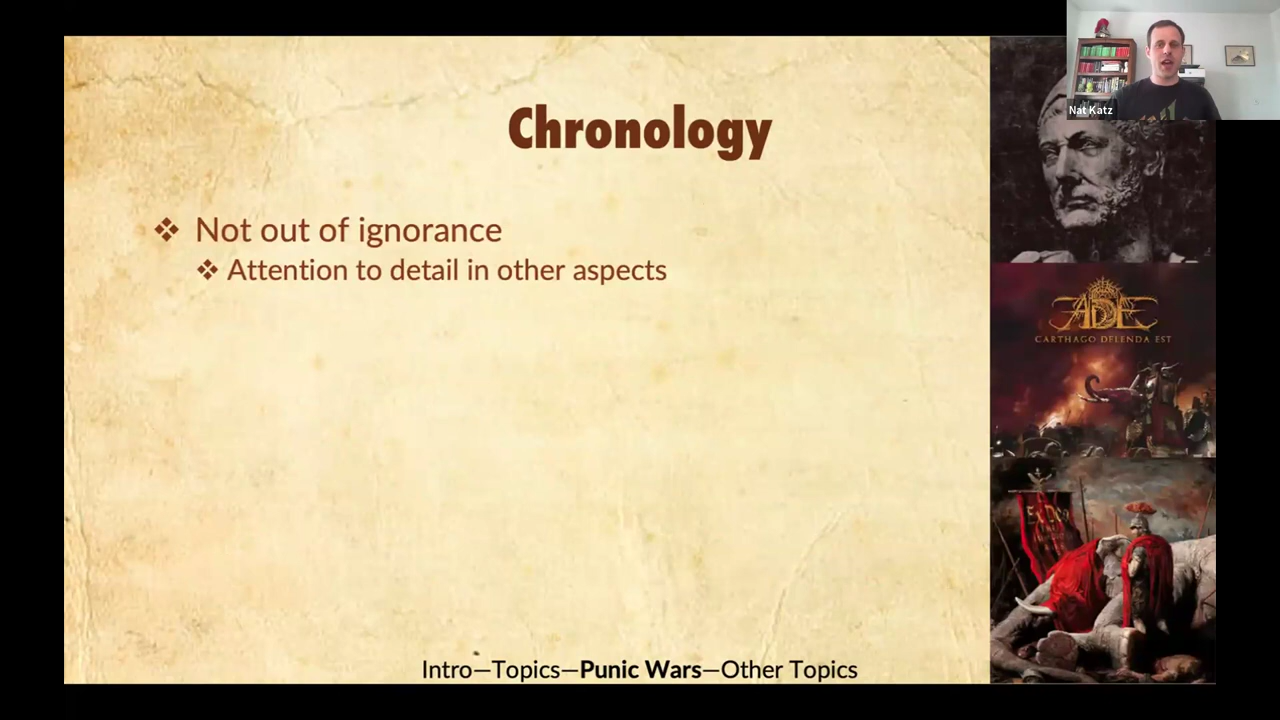 Nat Katz
Chronology
❖ Not out of ignorance
❖ Attention to detail in other aspects
ADE
CARTHAGO DELENDA EST
Intro—Topics—Punic Wars—Other Topics